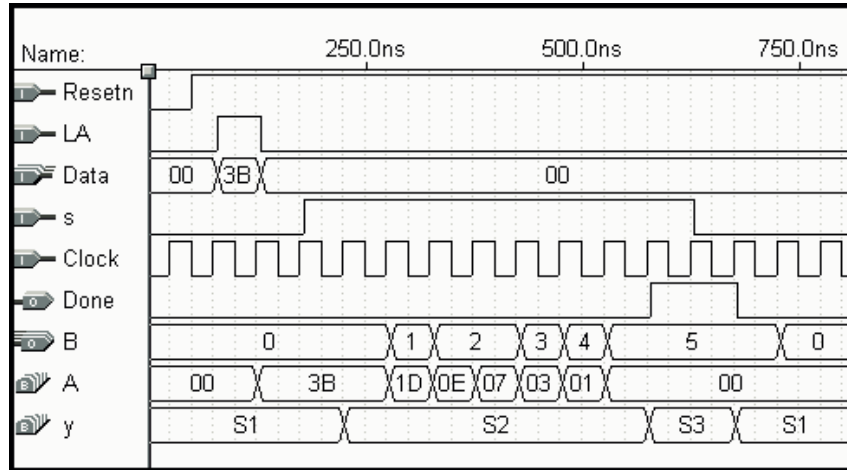 Name: 250.0ns 500.0ns 750.0ns
Resetn
LA
Data 00 3B 00
s
Clock
Done
B 0 1 2 3 4 5 0
A 00 3B 1D 0E 07 03 01 00
y S1 S2 S3 S1